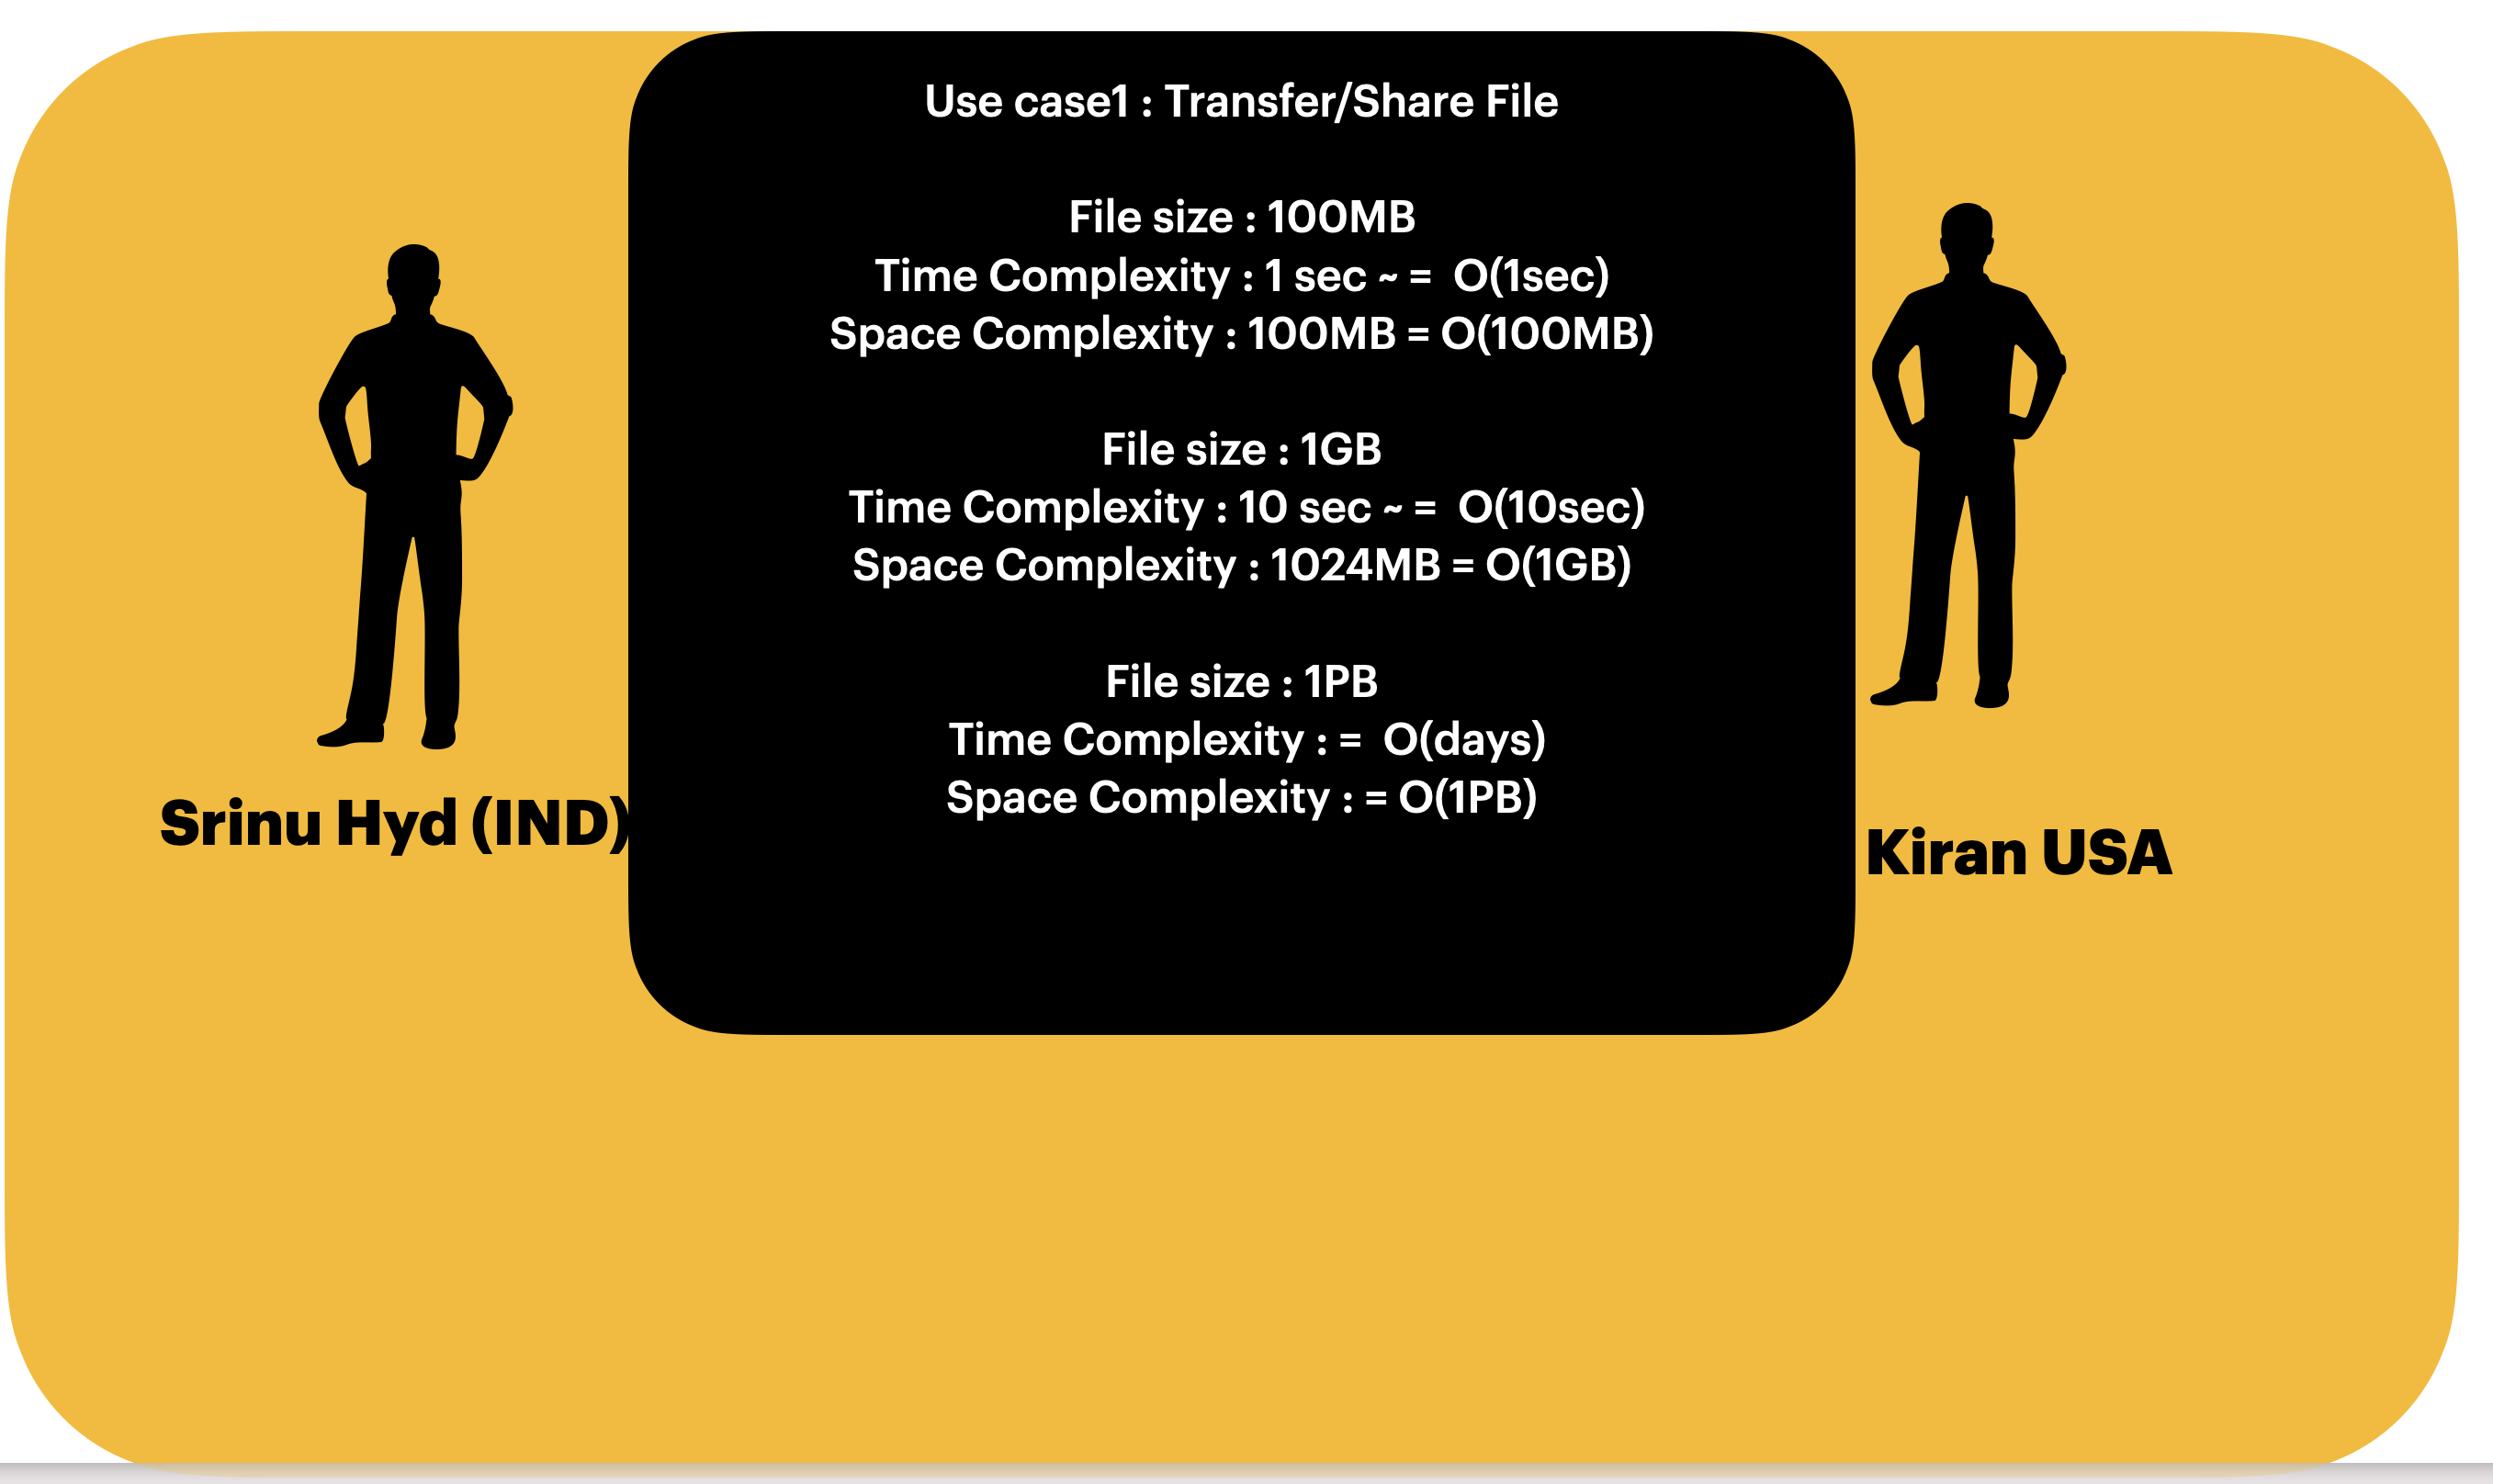 Use case1 : Transfer/Share File
File size : 100MB
Time Complexity : 1 sec ~ = O(1sec)
Space Complexity : 100MB = O(100MB)
File size : 1GB
Time Complexity : 10 sec ~ = O(10sec)
Space Complexity : 1024MB = O(1GB)
File size : 1PB
Time Complexity : = O(days)
Space Complexity : = O(1PB)
Srinu Hyd (IND)
Kiran USA